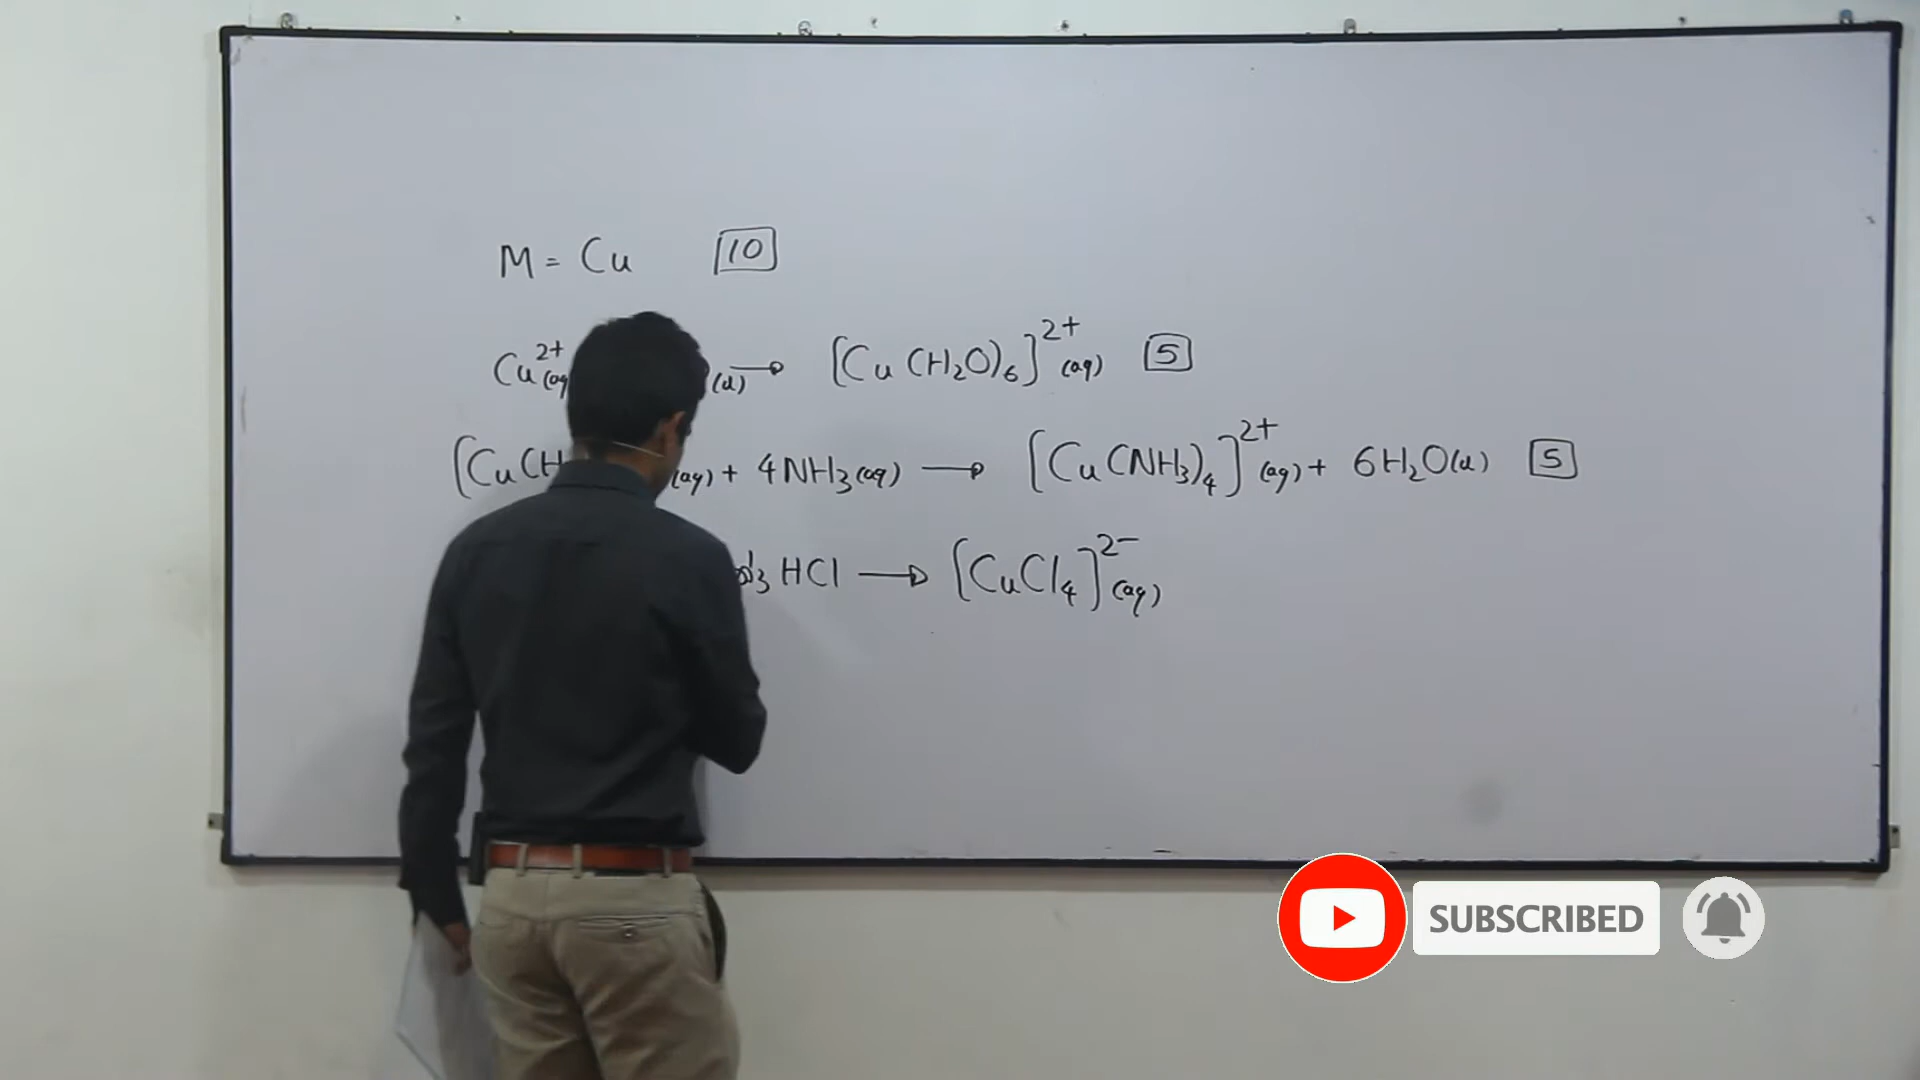 M = Cu [10]
Cu²⁺(aq (l) → [Cu(H₂O)₆]²⁺(aq) [5]
[Cu(H (aq) + 4NH₃(aq) → [Cu(NH₃)₄]²⁺(aq) + 6H₂O(l) [5]
HCl → [CuCl₄]²⁻(aq)
SUBSCRIBED